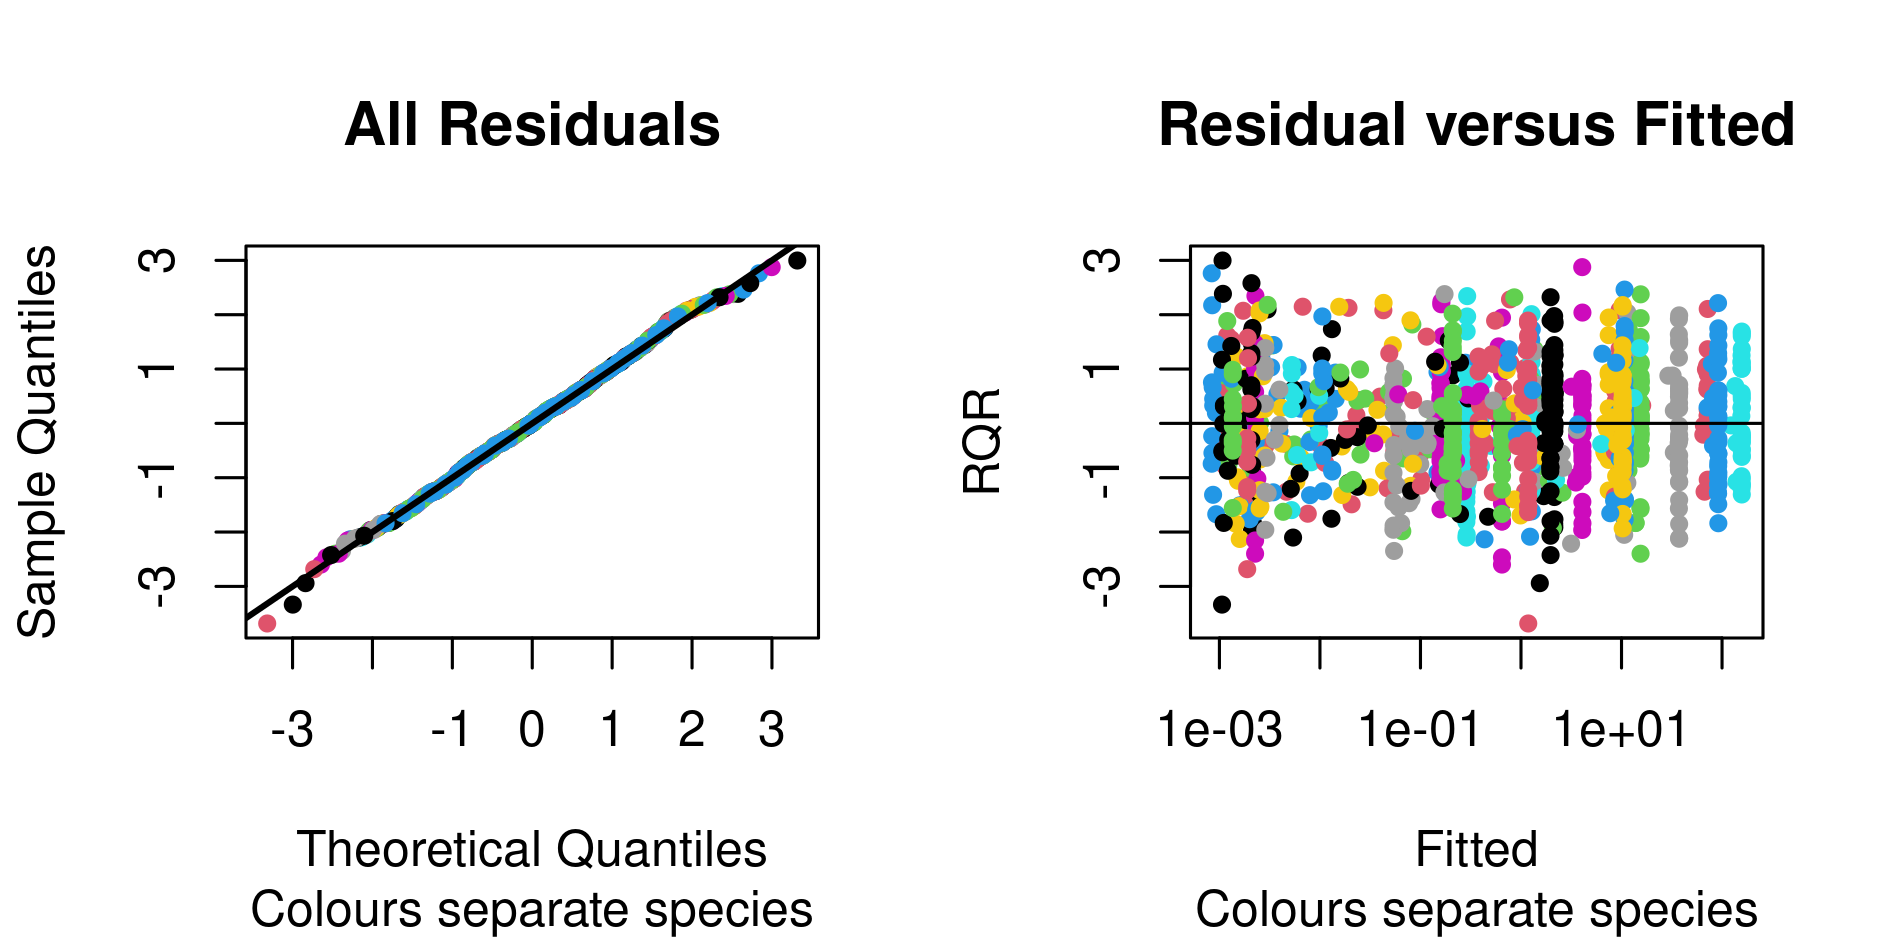 All Residuals
Sample Quantiles
3
1
-1
-3
-3 -1 0 1 2 3
Theoretical Quantiles
Colours separate species
Residual versus Fitted
RQR
3
1
-1
-3
1e-03 1e-01 1e+01
Fitted
Colours separate species